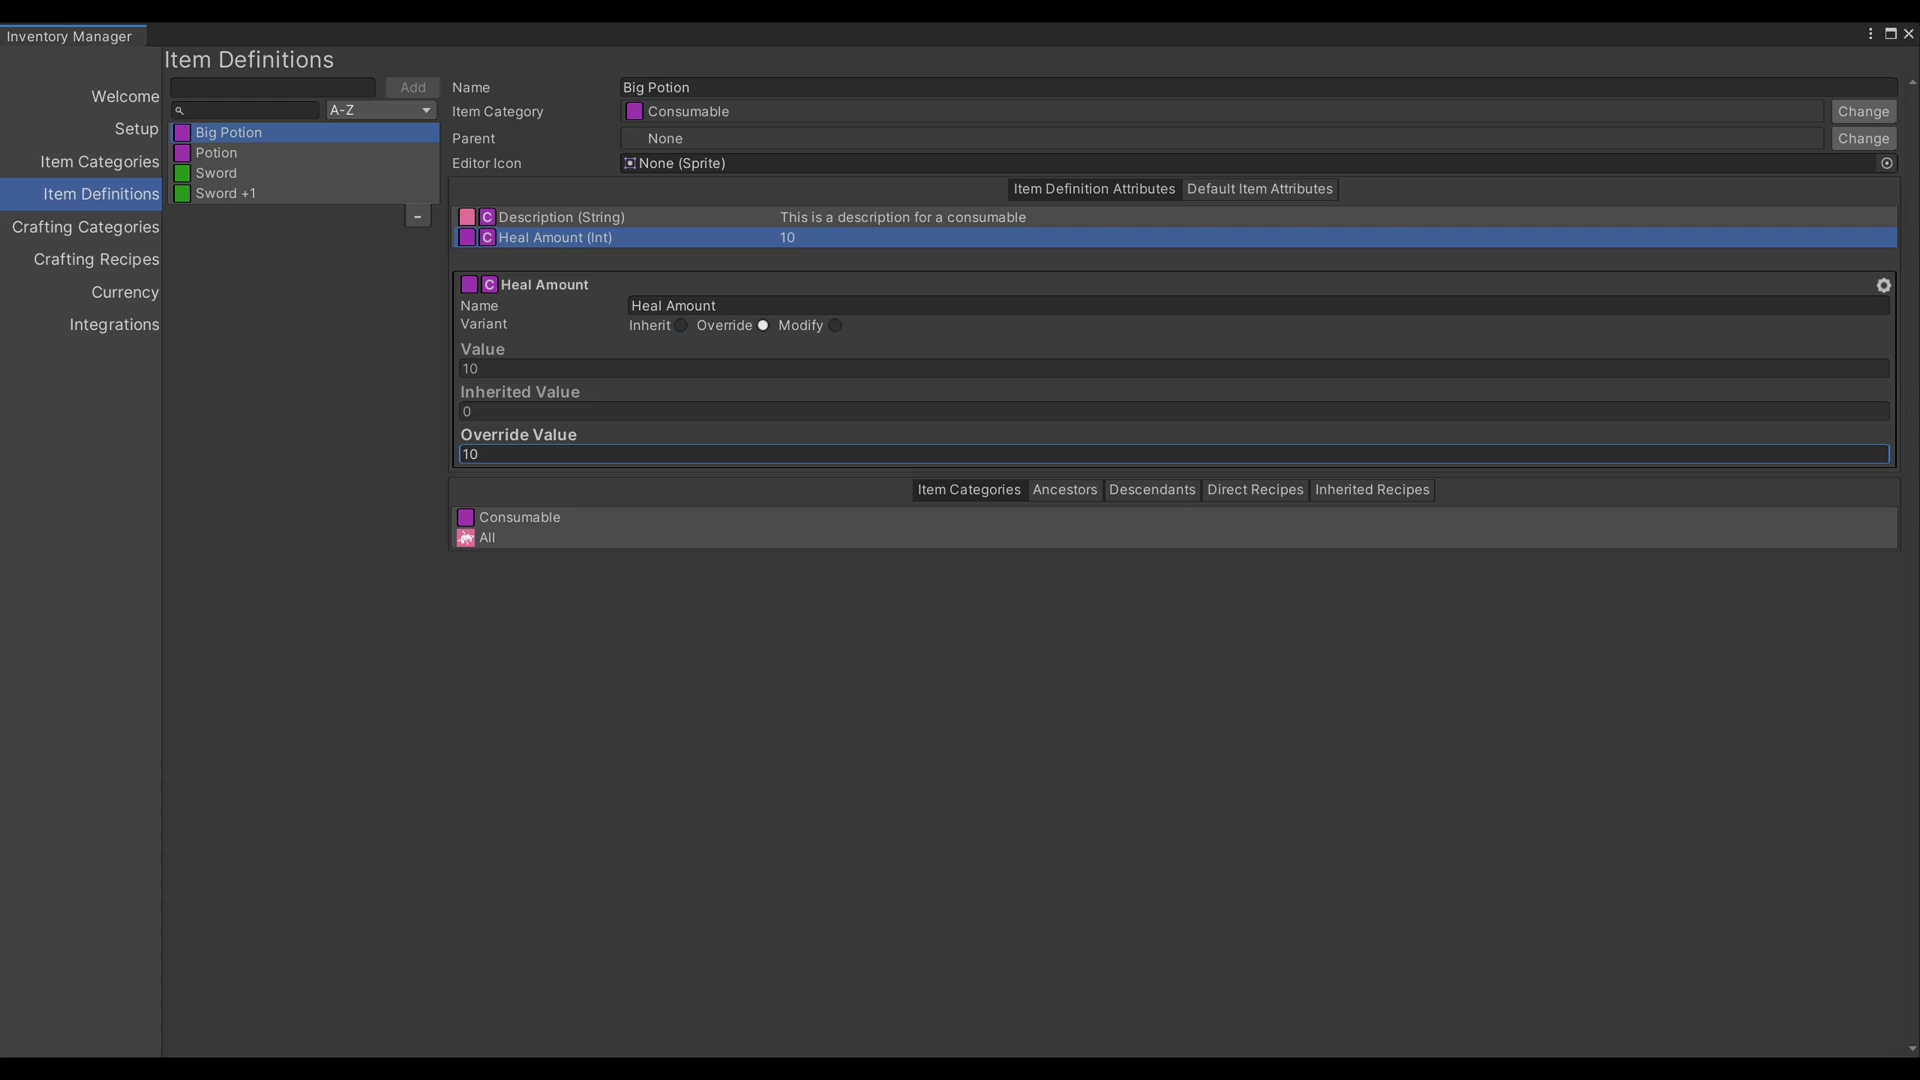 Inventory Manager
Item Definitions
Welcome
Setup
Item Categories
Item Definitions
Crafting Categories
Crafting Recipes
Currency
Integrations
Add
A-Z
Big Potion
Potion
Sword
Sword +1
-
Name Big Potion
Item Category Consumable Change
Parent None Change
Editor Icon None (Sprite)
Item Definition Attributes Default Item Attributes
C Description (String) This is a description for a consumable
C Heal Amount (Int) 10
C Heal Amount
Name Heal Amount
Variant Inherit Override Modify
Value
10
Inherited Value
0
Override Value
10
Item Categories Ancestors Descendants Direct Recipes Inherited Recipes
Consumable
All